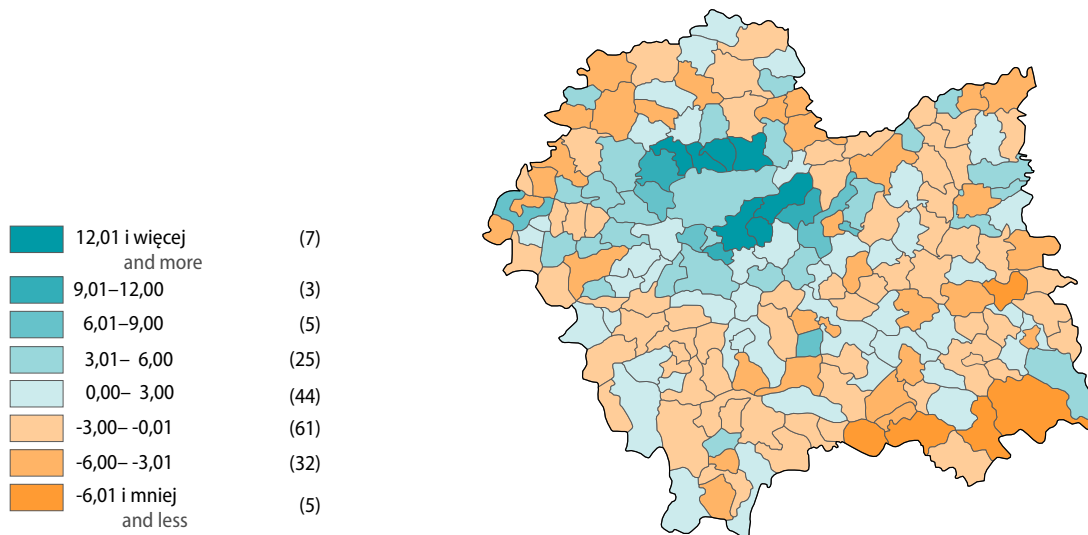 12,01 i więcej (7)
and more
9,01–12,00 (3)
6,01–9,00 (5)
3,01– 6,00 (25)
0,00– 3,00 (44)
-3,00– -0,01 (61)
-6,00– -3,01 (32)
-6,01 i mniej (5)
and less